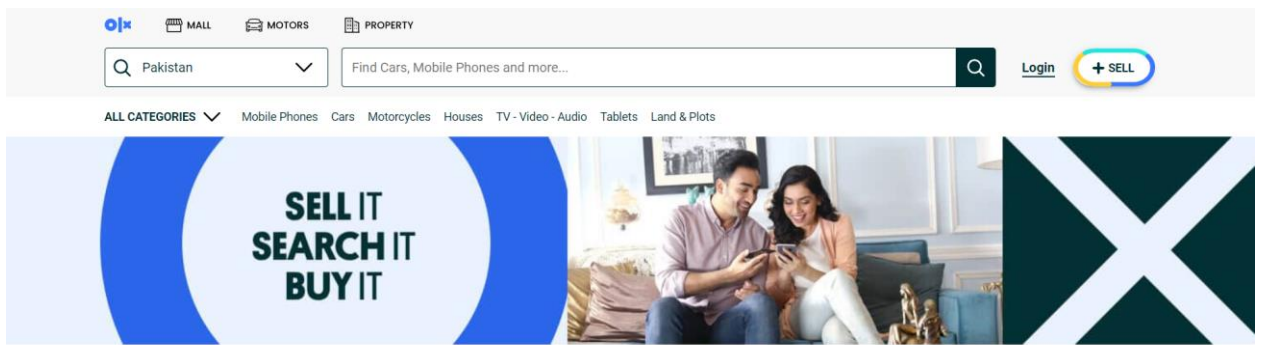 olx MALL MOTORS PROPERTY
Pakistan Find Cars, Mobile Phones and more... Login + SELL
ALL CATEGORIES Mobile Phones Cars Motorcycles Houses TV - Video - Audio Tablets Land & Plots
SELL IT
SEARCH IT
BUY IT